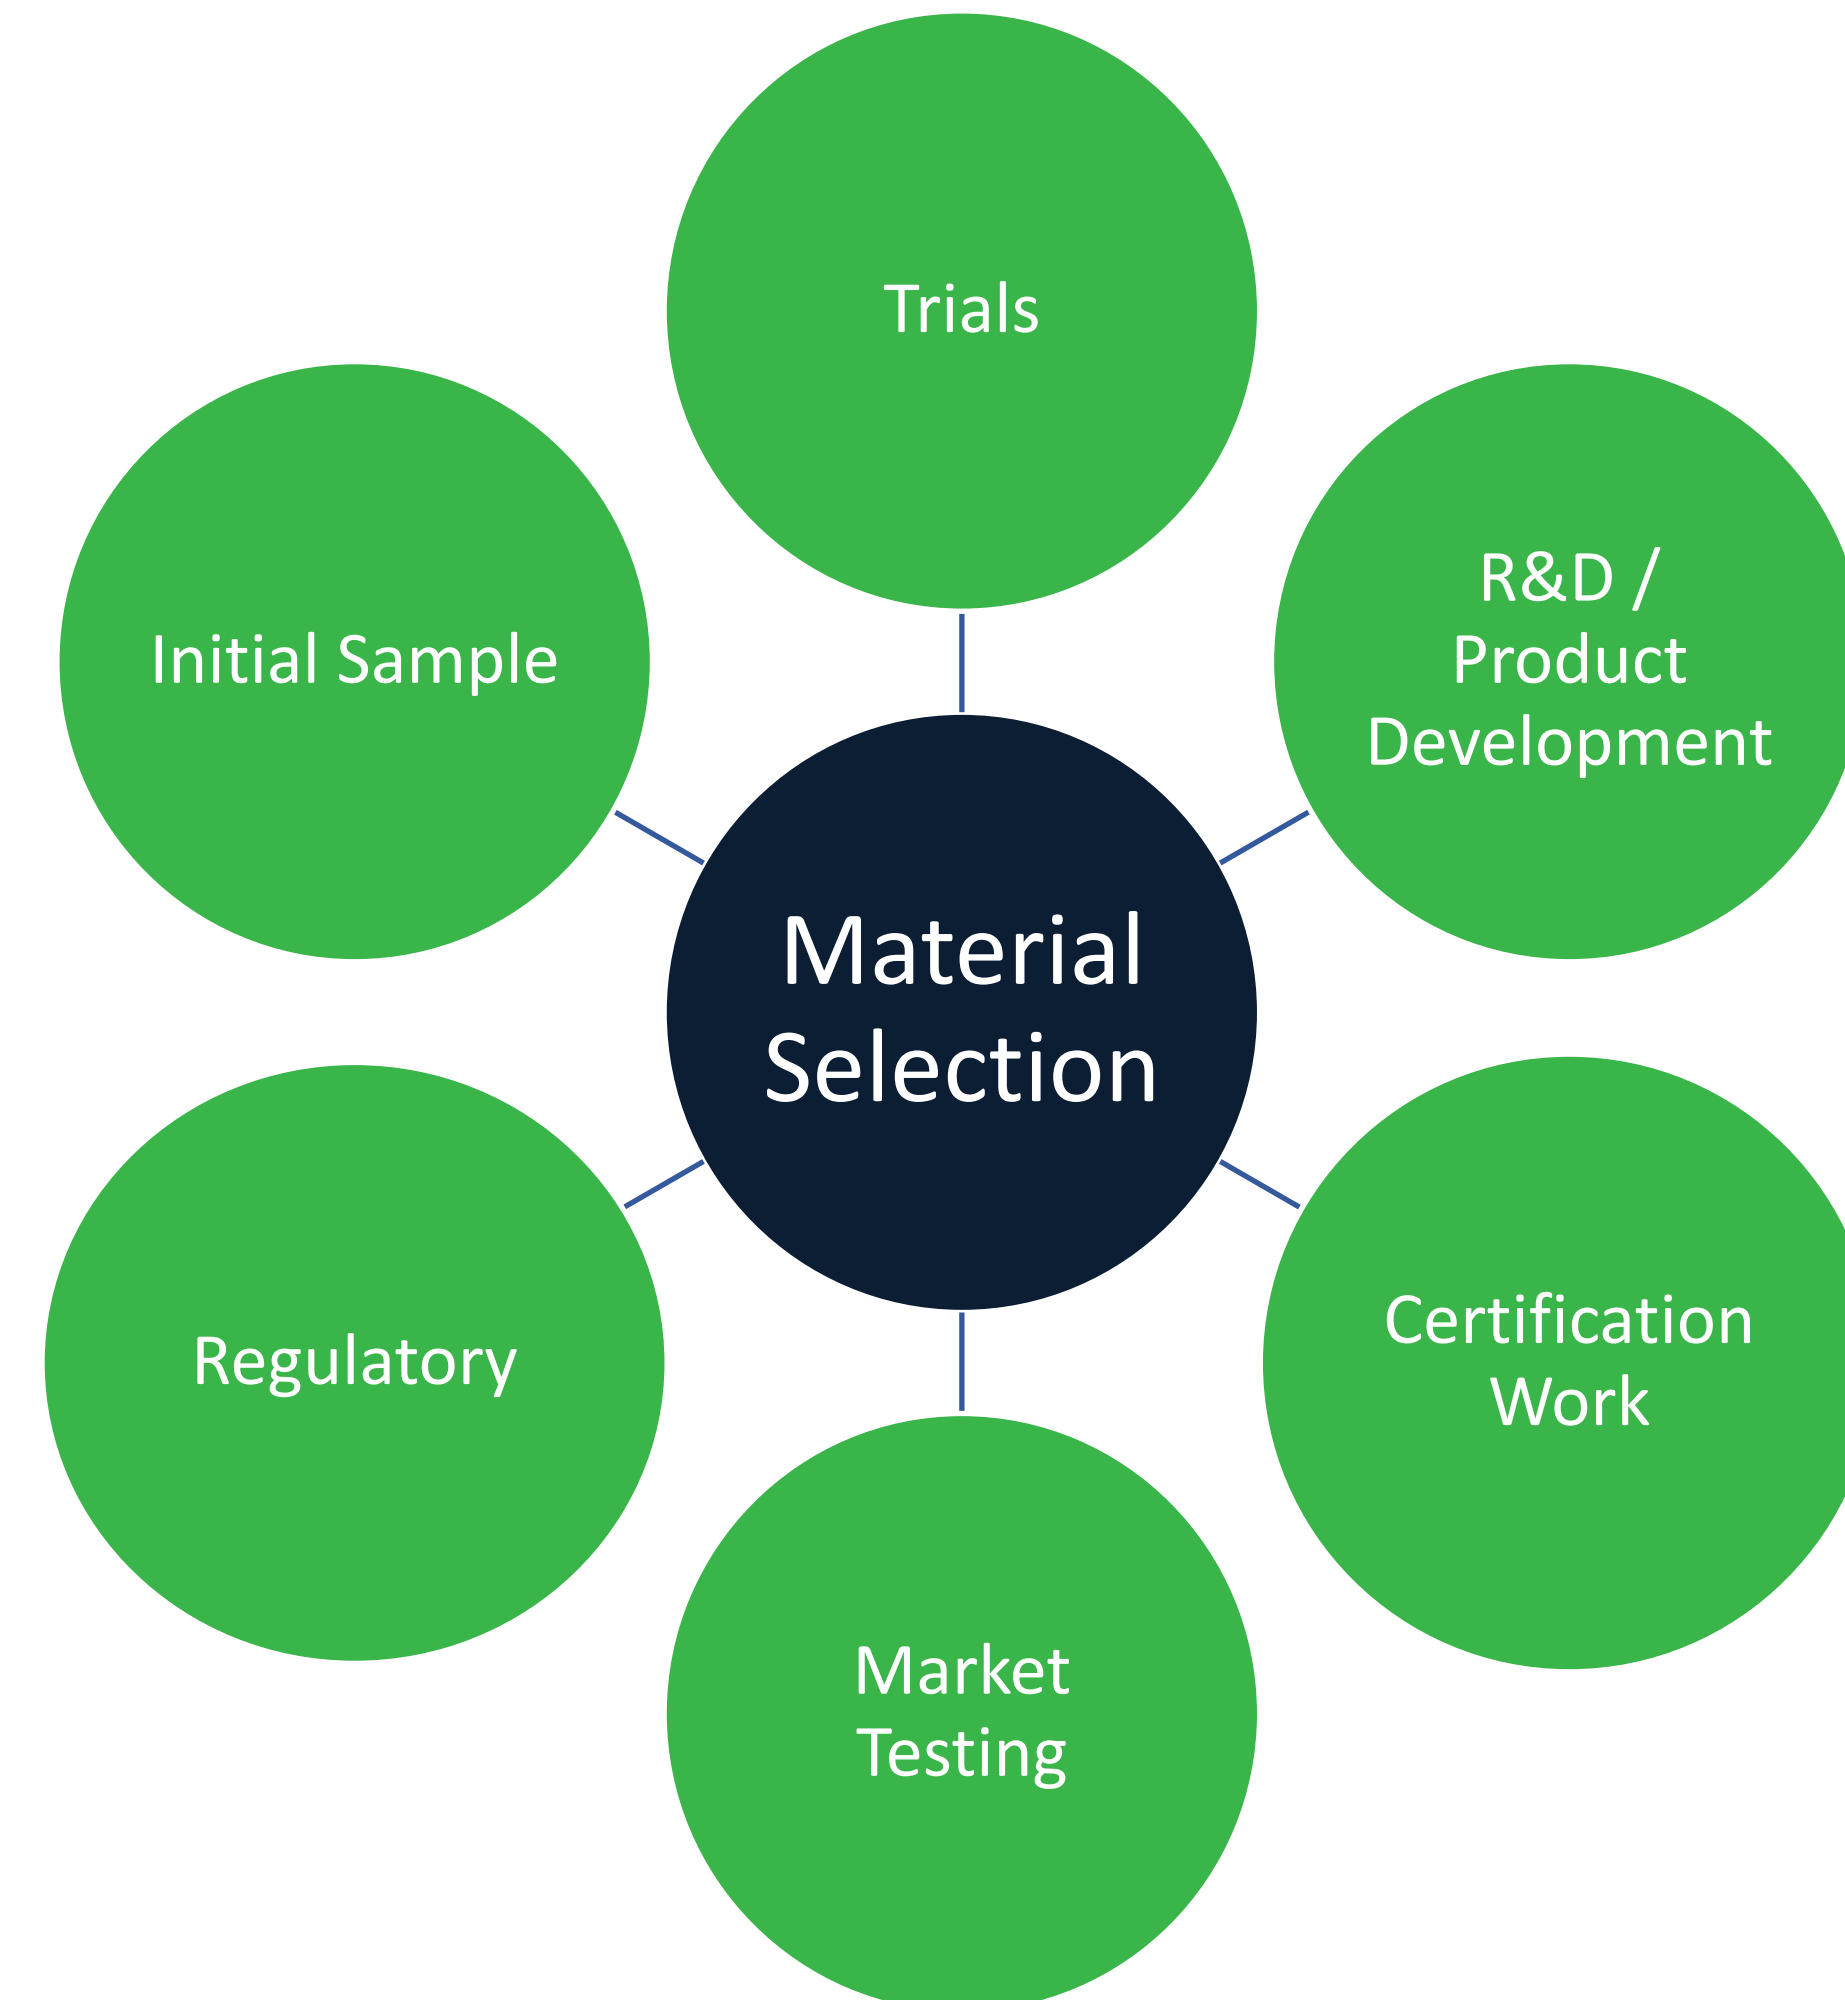 Trials
Initial Sample
R&D /
Product
Development
Material
Selection
Regulatory
Certification
Work
Market
Testing